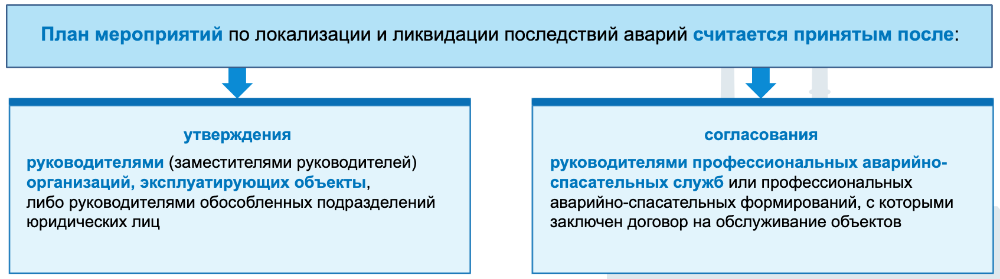 План мероприятий по локализации и ликвидации последствий аварий считается принятым после:
утверждения
руководителями (заместителями руководителей)
организаций, эксплуатирующих объекты,
либо руководителями обособленных подразделений
юридических лиц
согласования
руководителями профессиональных аварийно-
спасательных служб или профессиональных
аварийно-спасательных формирований, с которыми
заключен договор на обслуживание объектов